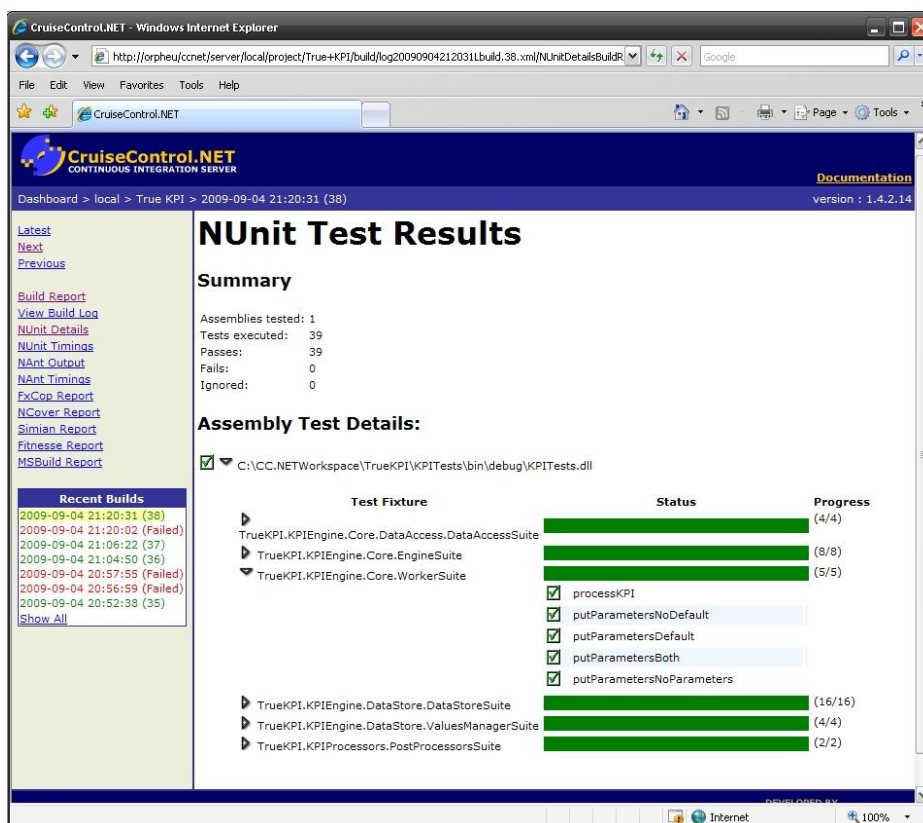 CruiseControl.NET - Windows Internet Explorer
http://orpheu/ccnet/server/local/project/True+KPI/build/log20090904212031Lbuild.38.xml/NUnitDetailsBuildR
Google
File Edit View Favorites Tools Help
CruiseControl.NET
Page Tools
CruiseControl.NET
CONTINUOUS INTEGRATION SERVER
Documentation
Dashboard > local > True KPI > 2009-09-04 21:20:31 (38)
version : 1.4.2.14
Latest
Next
Previous
Build Report
View Build Log
NUnit Details
NUnit Timings
NAnt Output
NAnt Timings
FxCop Report
NCover Report
Simian Report
Fitnesse Report
MSBuild Report
Recent Builds
2009-09-04 21:20:31 (38)
2009-09-04 21:20:02 (Failed)
2009-09-04 21:06:22 (37)
2009-09-04 21:04:50 (36)
2009-09-04 20:57:55 (Failed)
2009-09-04 20:56:59 (Failed)
2009-09-04 20:52:38 (35)
Show All
NUnit Test Results
Summary
Assemblies tested: 1
Tests executed: 39
Passes: 39
Fails: 0
Ignored: 0
Assembly Test Details:
C:\CC.NETWorkspace\TrueKPI\KPITests\bin\debug\KPITests.dll
Test Fixture Status Progress
TrueKPI.KPIEngine.Core.DataAccess.DataAccessSuite (4/4)
TrueKPI.KPIEngine.Core.EngineSuite (8/8)
TrueKPI.KPIEngine.Core.WorkerSuite (5/5)
processKPI
putParametersNoDefault
putParametersDefault
putParametersBoth
putParametersNoParameters
TrueKPI.KPIEngine.DataStore.DataStoreSuite (16/16)
TrueKPI.KPIEngine.DataStore.ValuesManagerSuite (4/4)
TrueKPI.KPIProcessors.PostProcessorsSuite (2/2)
DEVELOPED BY
Internet 100%